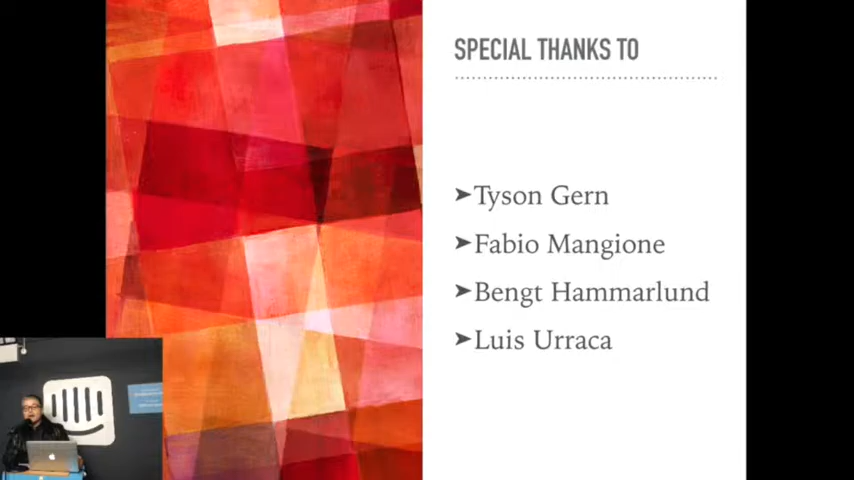 SPECIAL THANKS TO
➤Tyson Gern
➤Fabio Mangione
➤Bengt Hammarlund
➤Luis Urraca